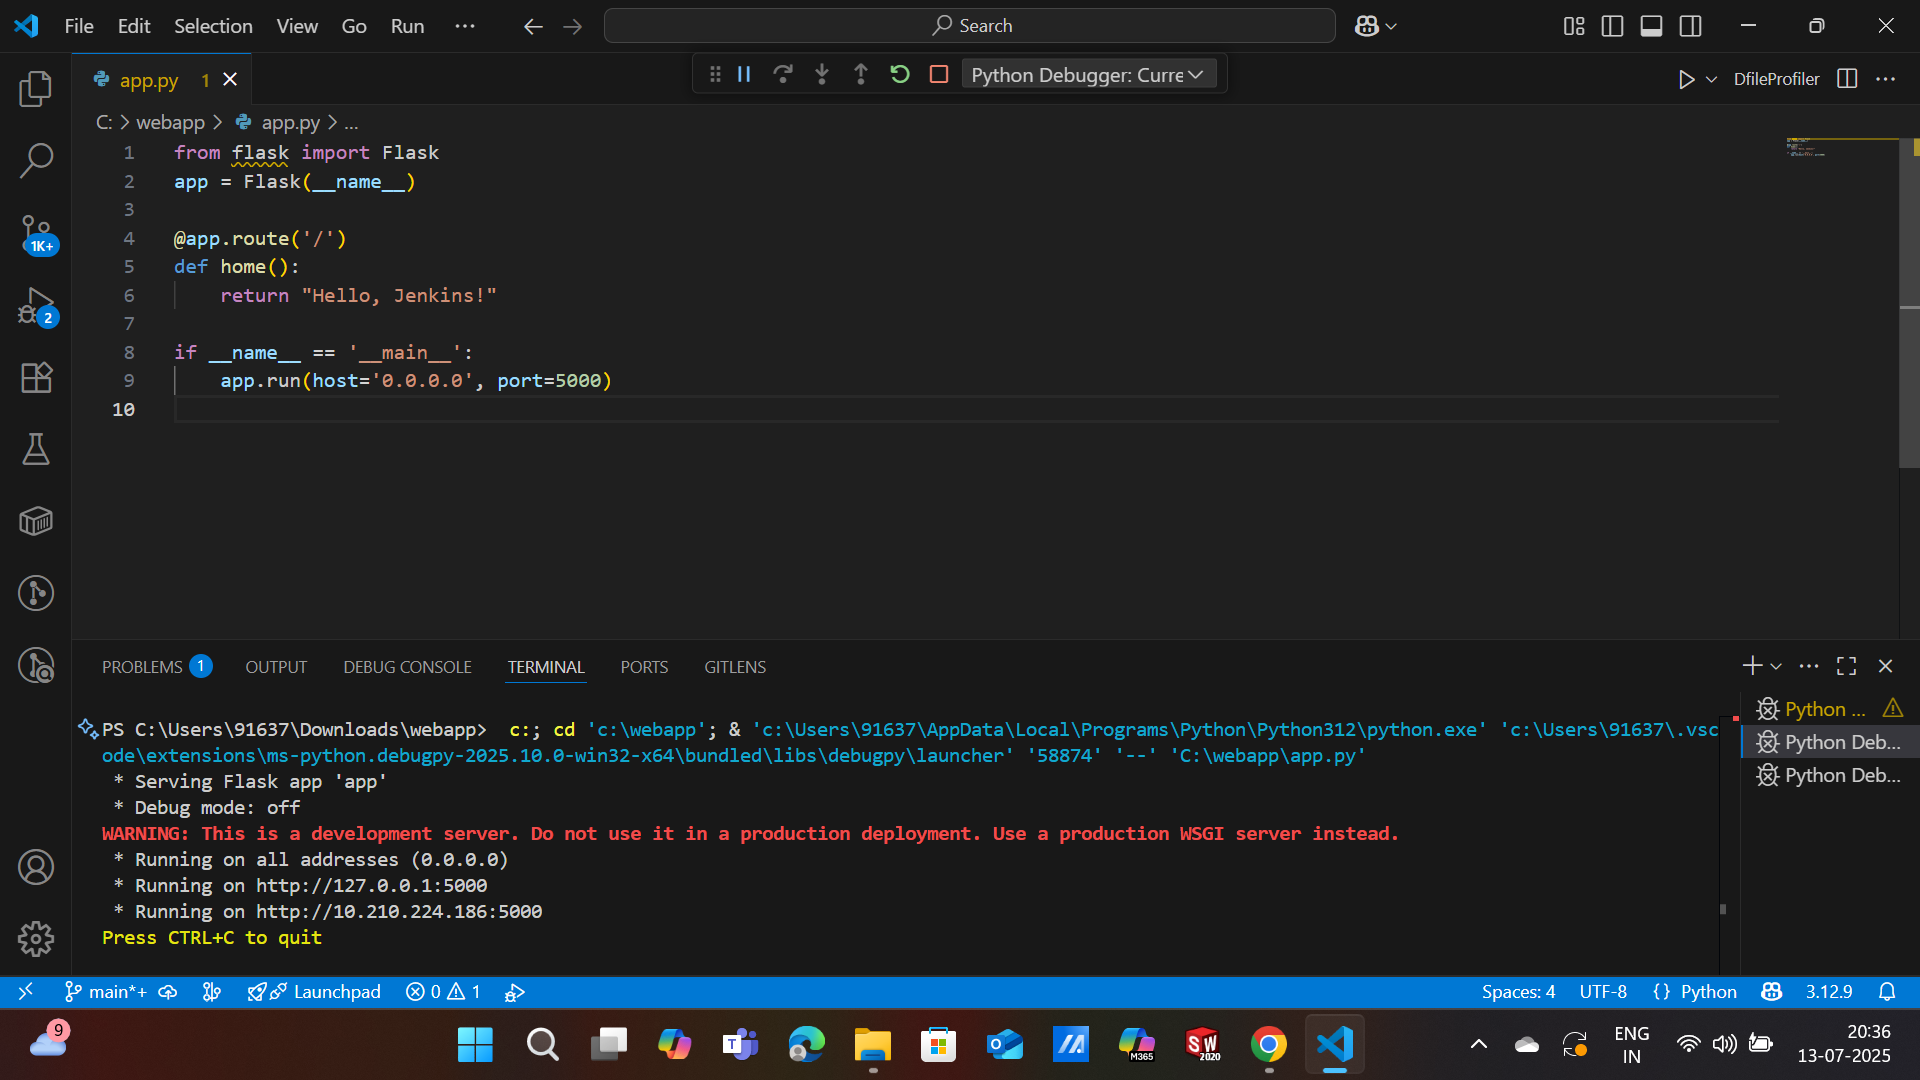 File Edit Selection View Go Run ··· Search
app.py 1
Python Debugger: Curre
DfileProfiler
C: > webapp > app.py > ...
1 from flask import Flask
2 app = Flask(__name__)
3
4 @app.route('/')
5 def home():
6 return "Hello, Jenkins!"
7
8 if __name__ == '__main__':
9 app.run(host='0.0.0.0', port=5000)
10
1K+
2
PROBLEMS 1 OUTPUT DEBUG CONSOLE TERMINAL PORTS GITLENS
PS C:\Users\91637\Downloads\webapp> c:; cd 'c:\webapp'; & 'c:\Users\91637\AppData\Local\Programs\Python\Python312\python.exe' 'c:\Users\91637\.vsc
ode\extensions\ms-python.debugpy-2025.10.0-win32-x64\bundled\libs\debugpy\launcher' '58874' '--' 'C:\webapp\app.py'
* Serving Flask app 'app'
* Debug mode: off
WARNING: This is a development server. Do not use it in a production deployment. Use a production WSGI server instead.
* Running on all addresses (0.0.0.0)
* Running on http://127.0.0.1:5000
* Running on http://10.210.224.186:5000
Press CTRL+C to quit
Python ...
Python Deb...
Python Deb...
main*+ Launchpad 0 1 Spaces: 4 UTF-8 {} Python 3.12.9
9
M365
SW 2020
ENG
IN
20:36
13-07-2025